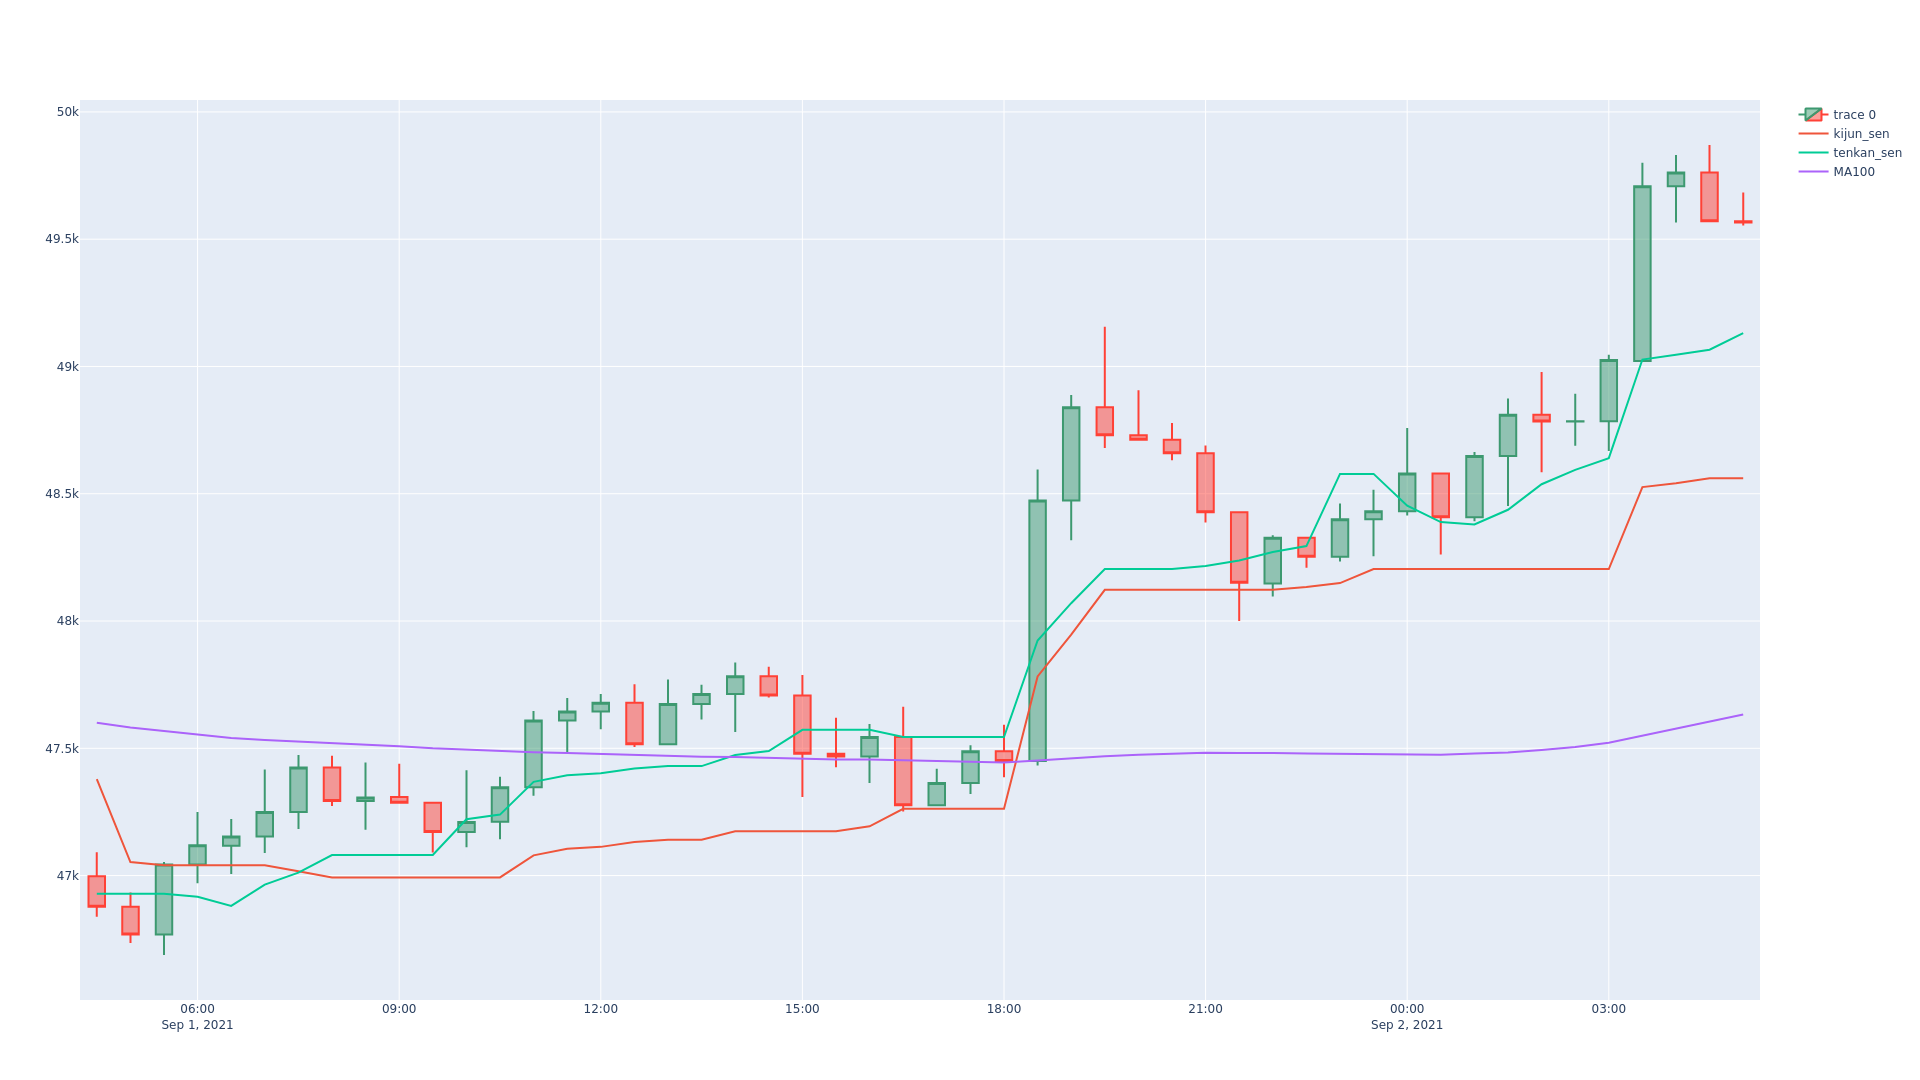 50k
49.5k
49k
48.5k
48k
47.5k
47k
06:00
Sep 1, 2021
09:00
12:00
15:00
18:00
21:00
00:00
Sep 2, 2021
03:00
trace 0
kijun_sen
tenkan_sen
MA100